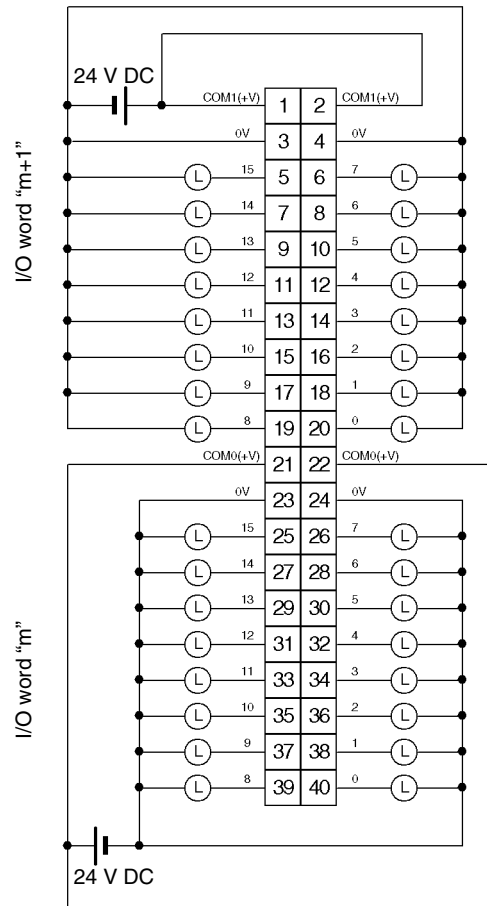 24 V DC
COM1(+V) 1 2 COM1(+V)
0V 3 4 0V
I/O word “m+1”
L 15 5 6 7 L
L 14 7 8 6 L
L 13 9 10 5 L
L 12 11 12 4 L
L 11 13 14 3 L
L 10 15 16 2 L
L 9 17 18 1 L
L 8 19 20 0 L
COM0(+V) 21 22 COM0(+V)
0V 23 24 0V
I/O word “m”
L 15 25 26 7 L
L 14 27 28 6 L
L 13 29 30 5 L
L 12 31 32 4 L
L 11 33 34 3 L
L 10 35 36 2 L
L 9 37 38 1 L
L 8 39 40 0 L
24 V DC